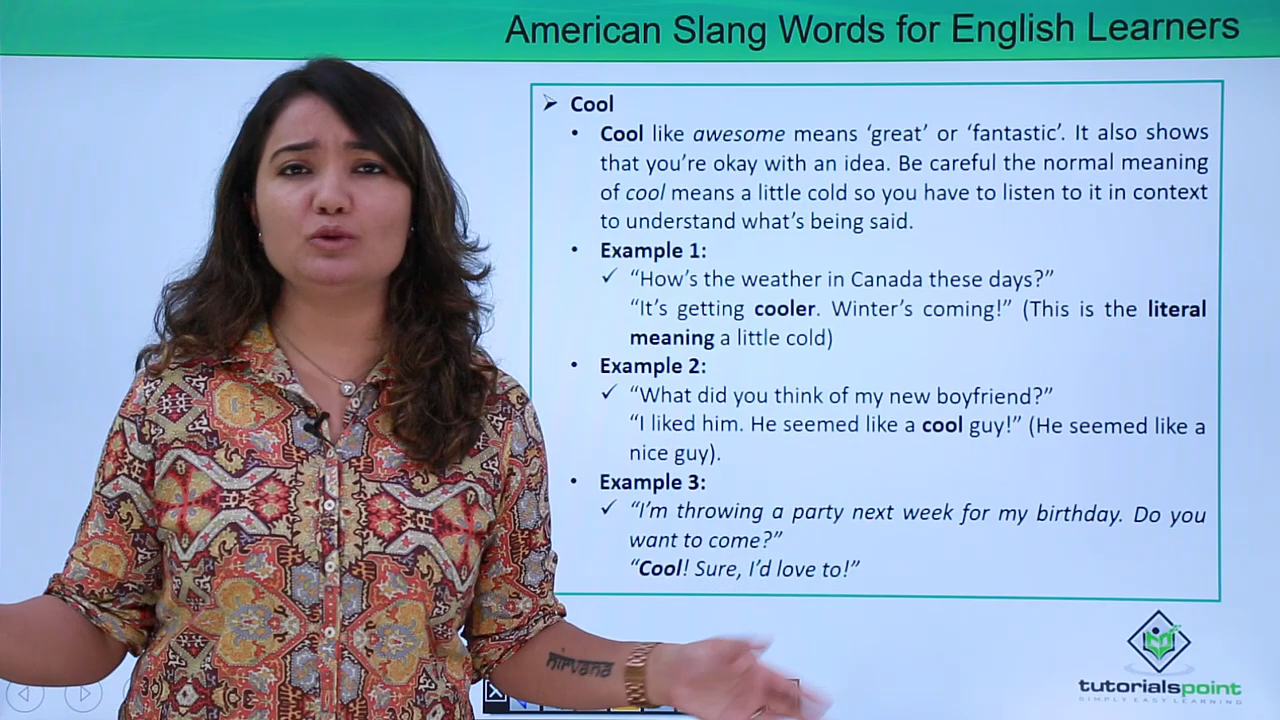 American Slang Words for English Learners
➢ Cool
• Cool like awesome means ‘great’ or ‘fantastic’. It also shows
that you’re okay with an idea. Be careful the normal meaning
of cool means a little cold so you have to listen to it in context
to understand what’s being said.
• Example 1:
✓ “How’s the weather in Canada these days?”
“It’s getting cooler. Winter’s coming!” (This is the literal
meaning a little cold)
• Example 2:
✓ “What did you think of my new boyfriend?”
“I liked him. He seemed like a cool guy!” (He seemed like a
nice guy).
• Example 3:
✓ “I’m throwing a party next week for my birthday. Do you
want to come?”
“Cool! Sure, I’d love to!”
nirvana
tutorialspoint
SIMPLY EASY LEARNING